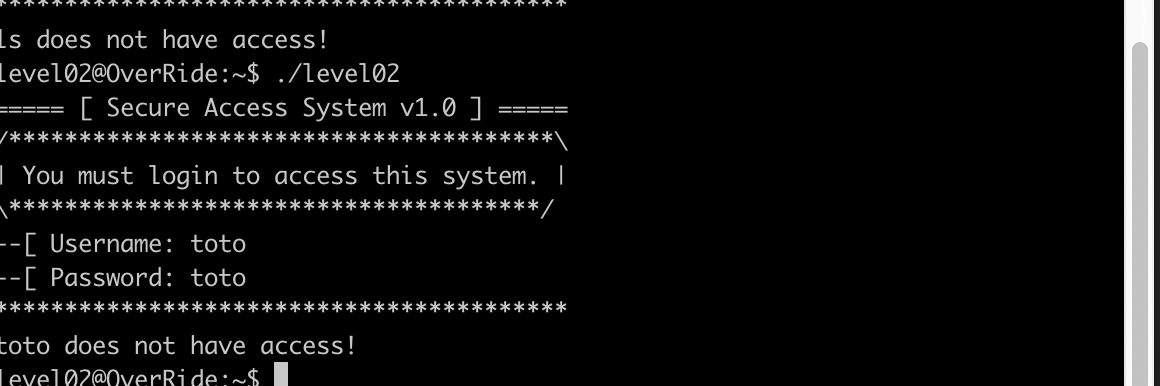 ******************************************
ls does not have access!
level02@OverRide:~$ ./level02
===== [ Secure Access System v1.0 ] =====
/***************************************\
| You must login to access this system. |
\**************************************/
--[ Username: toto
--[ Password: toto
*****************************************
toto does not have access!
level02@OverRide:~$